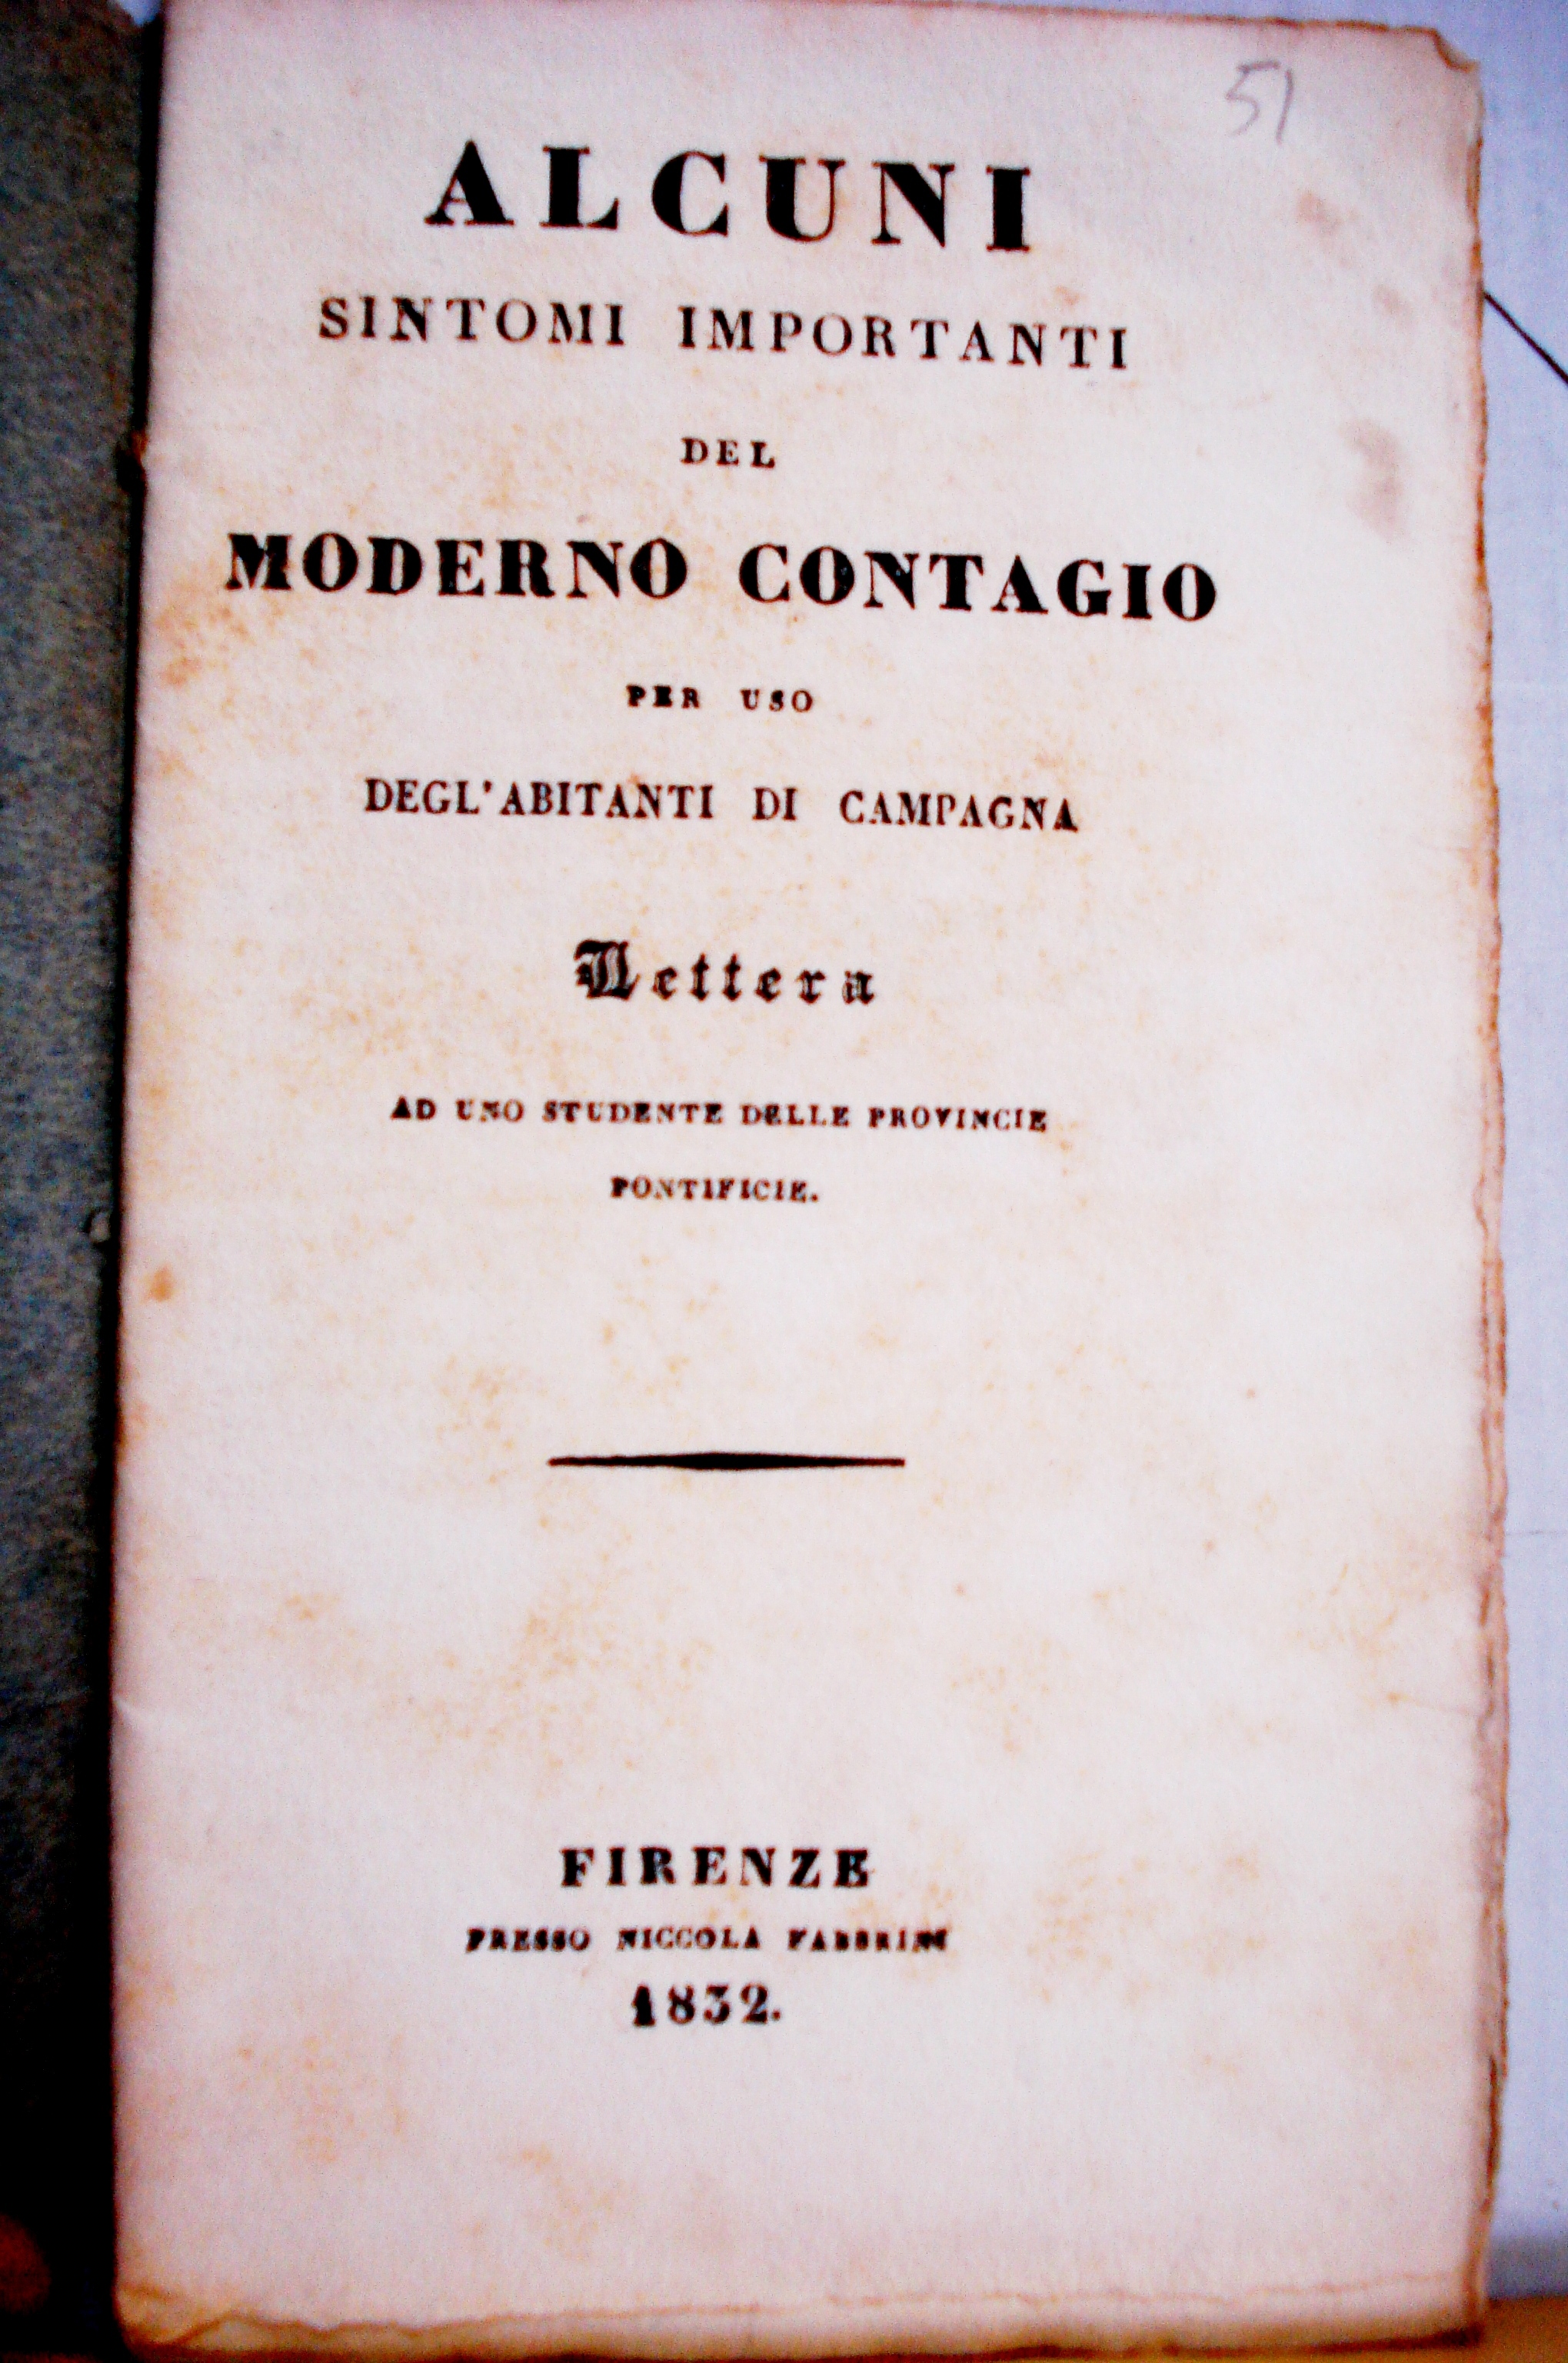 51
ALCUNI
SINTOMI IMPORTANTI
DEL
MODERNO CONTAGIO
PER USO
DEGL'ABITANTI DI CAMPAGNA
Lettera
AD UNO STUDENTE DELLE PROVINCIE
PONTIFICIE.
FIRENZE
PRESSO NICCOLA FABBRINI
1832.